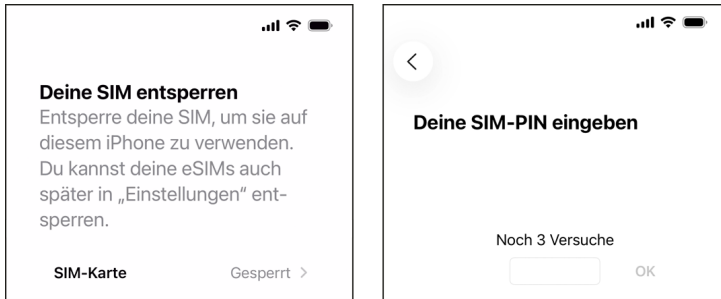 Deine SIM entsperren
Entsperre deine SIM, um sie auf
diesem iPhone zu verwenden.
Du kannst deine eSIMs auch
später in „Einstellungen“ ent-
sperren.
SIM-Karte Gesperrt
Deine SIM-PIN eingeben
Noch 3 Versuche
OK